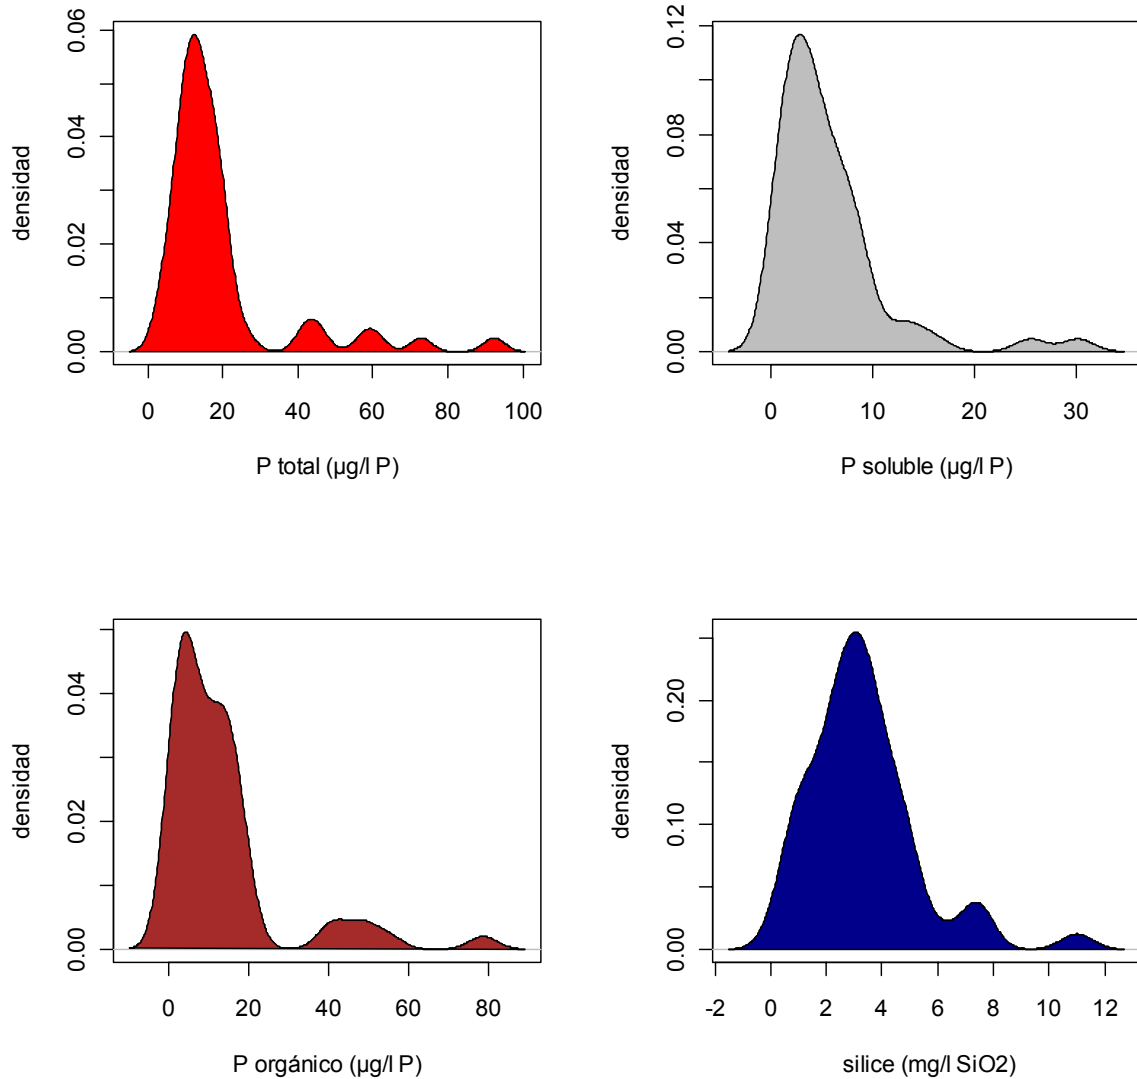 densidad
0.00 0.02 0.04 0.06
0 20 40 60 80 100
P total (µg/l P)
densidad
0.00 0.04 0.08 0.12
0 10 20 30
P soluble (µg/l P)
densidad
0.00 0.02 0.04
0 20 40 60 80
P orgánico (µg/l P)
densidad
0.00 0.10 0.20
-2 0 2 4 6 8 10 12
silice (mg/l SiO2)